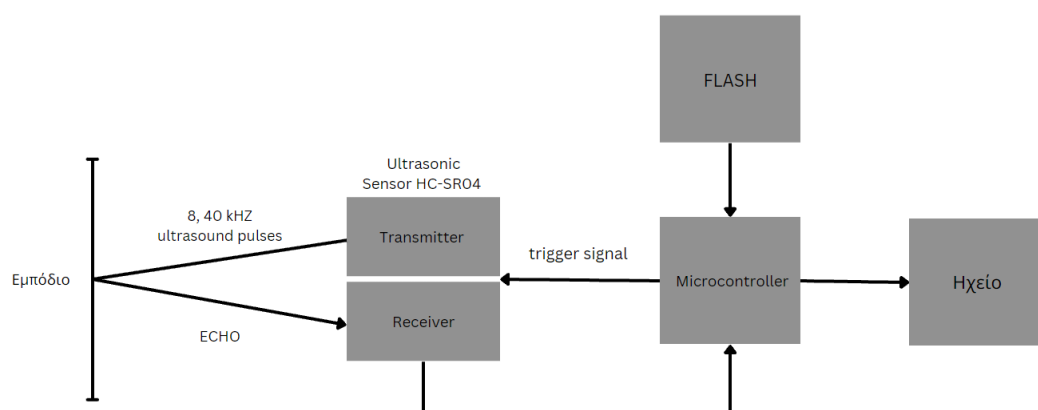 FLASH
Ultrasonic
Sensor HC-SR04
8, 40 kHZ
ultrasound pulses
Transmitter
trigger signal
Εμπόδιο
Microcontroller
Ηχείο
Receiver
ECHO